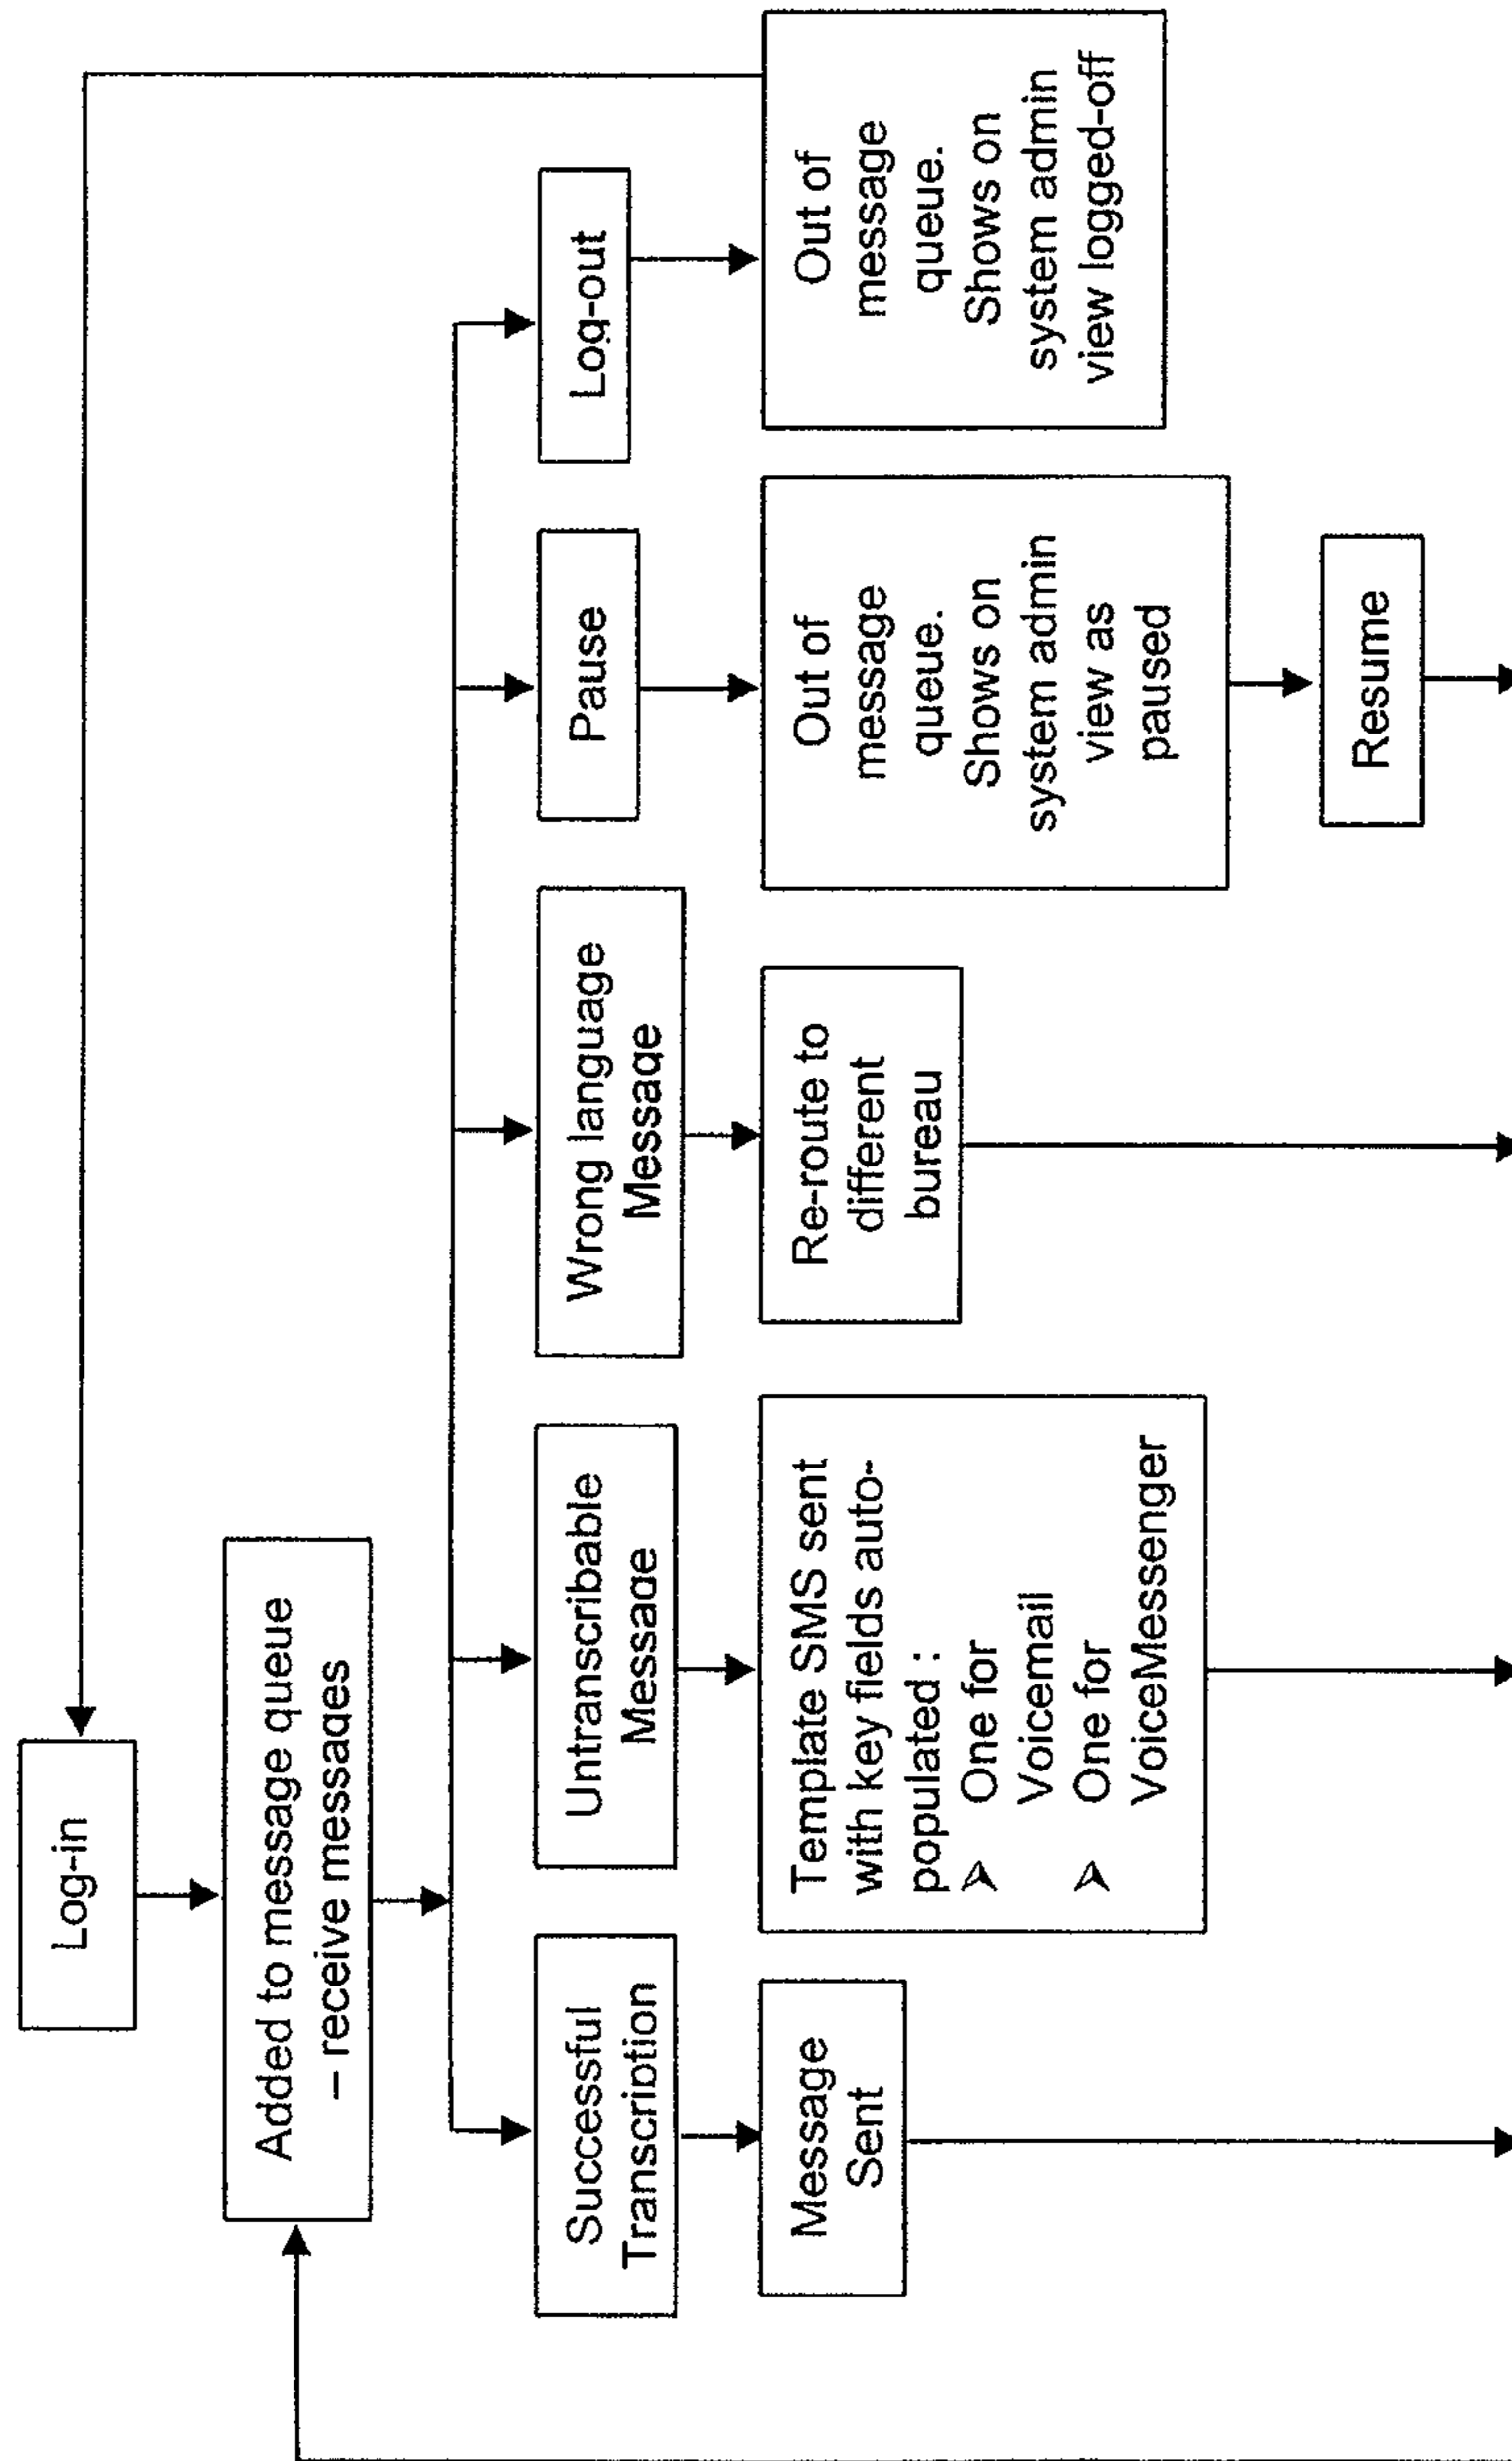 Log-in
Added to message queue
– receive messages
Successful
Transcription
Untranscribable
Message
Wrong language
Message
Pause
Log-out
Message
Sent
Template SMS sent
with key fields auto-
populated :
➢ One for
Voicemail
➢ One for
VoiceMessenger
Re-route to
different
bureau
Out of
message
queue.
Shows on
system admin
view as
paused
Out of
message
queue.
Shows on
system admin
view logged-off
Resume